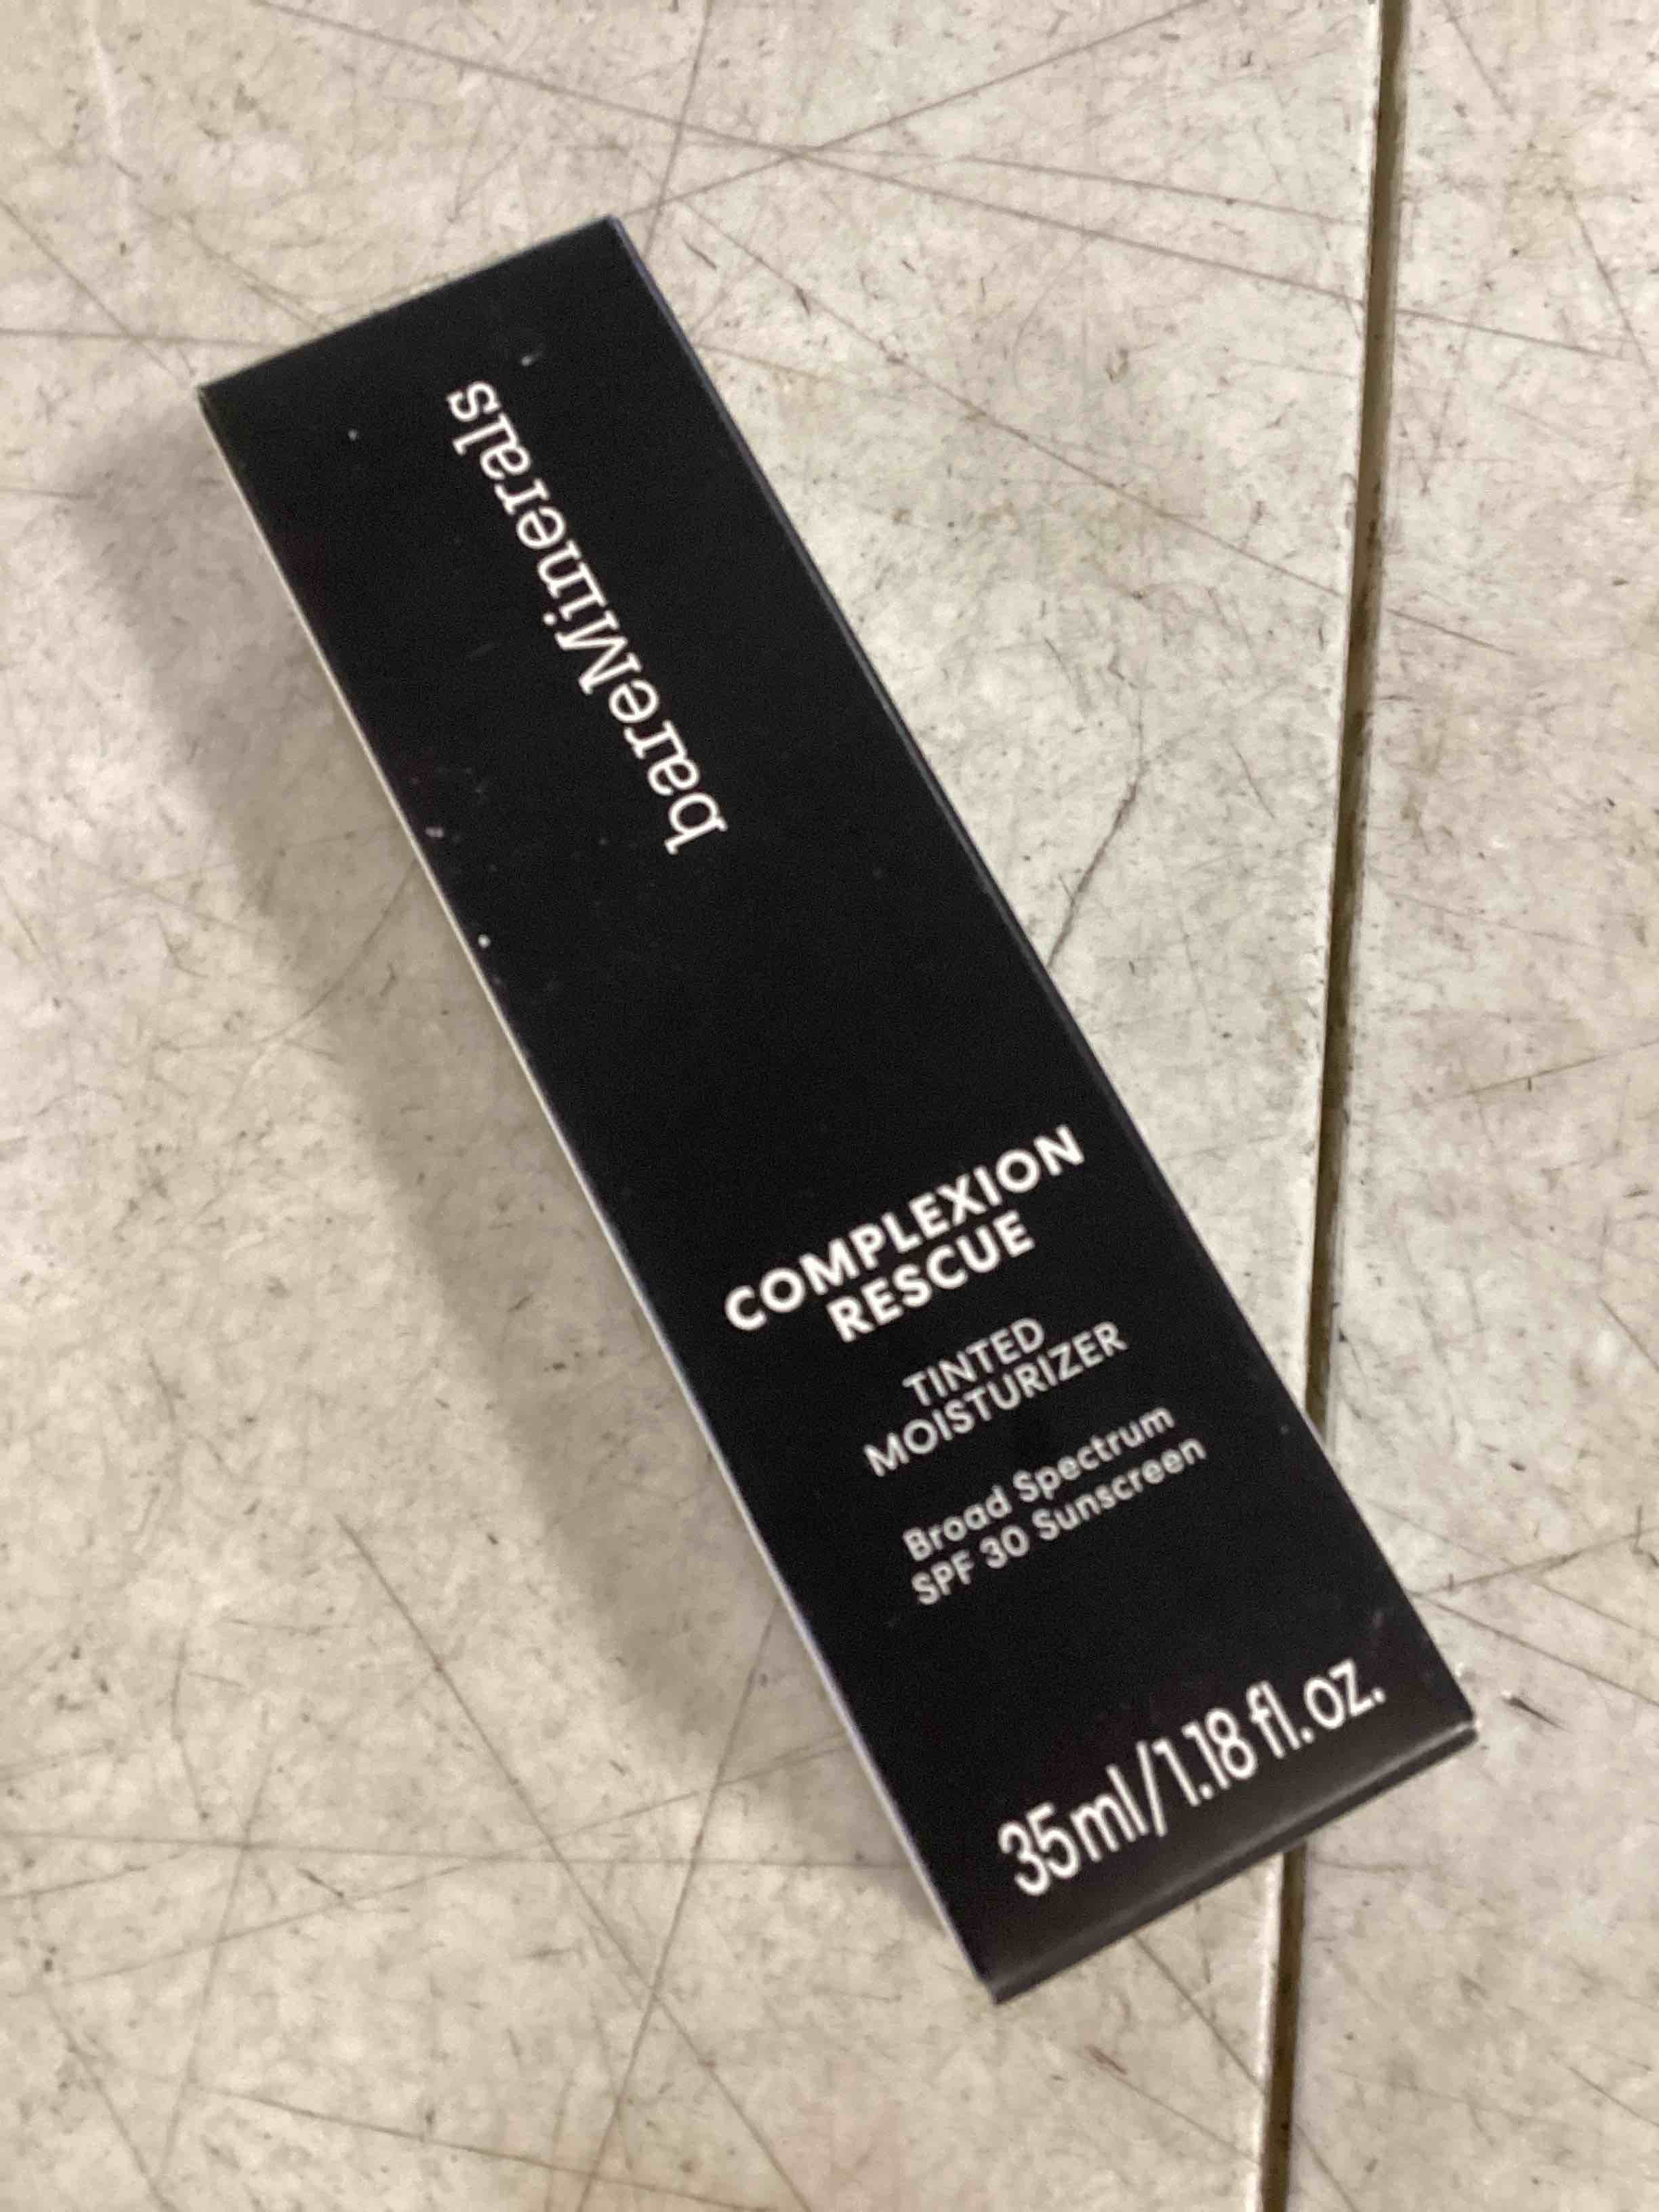 bareMinerals
COMPLEXION
RESCUE
TINTED
MOISTURIZER
Broad Spectrum
SPF 30 Sunscreen
35ml/1.18 fl. oz.